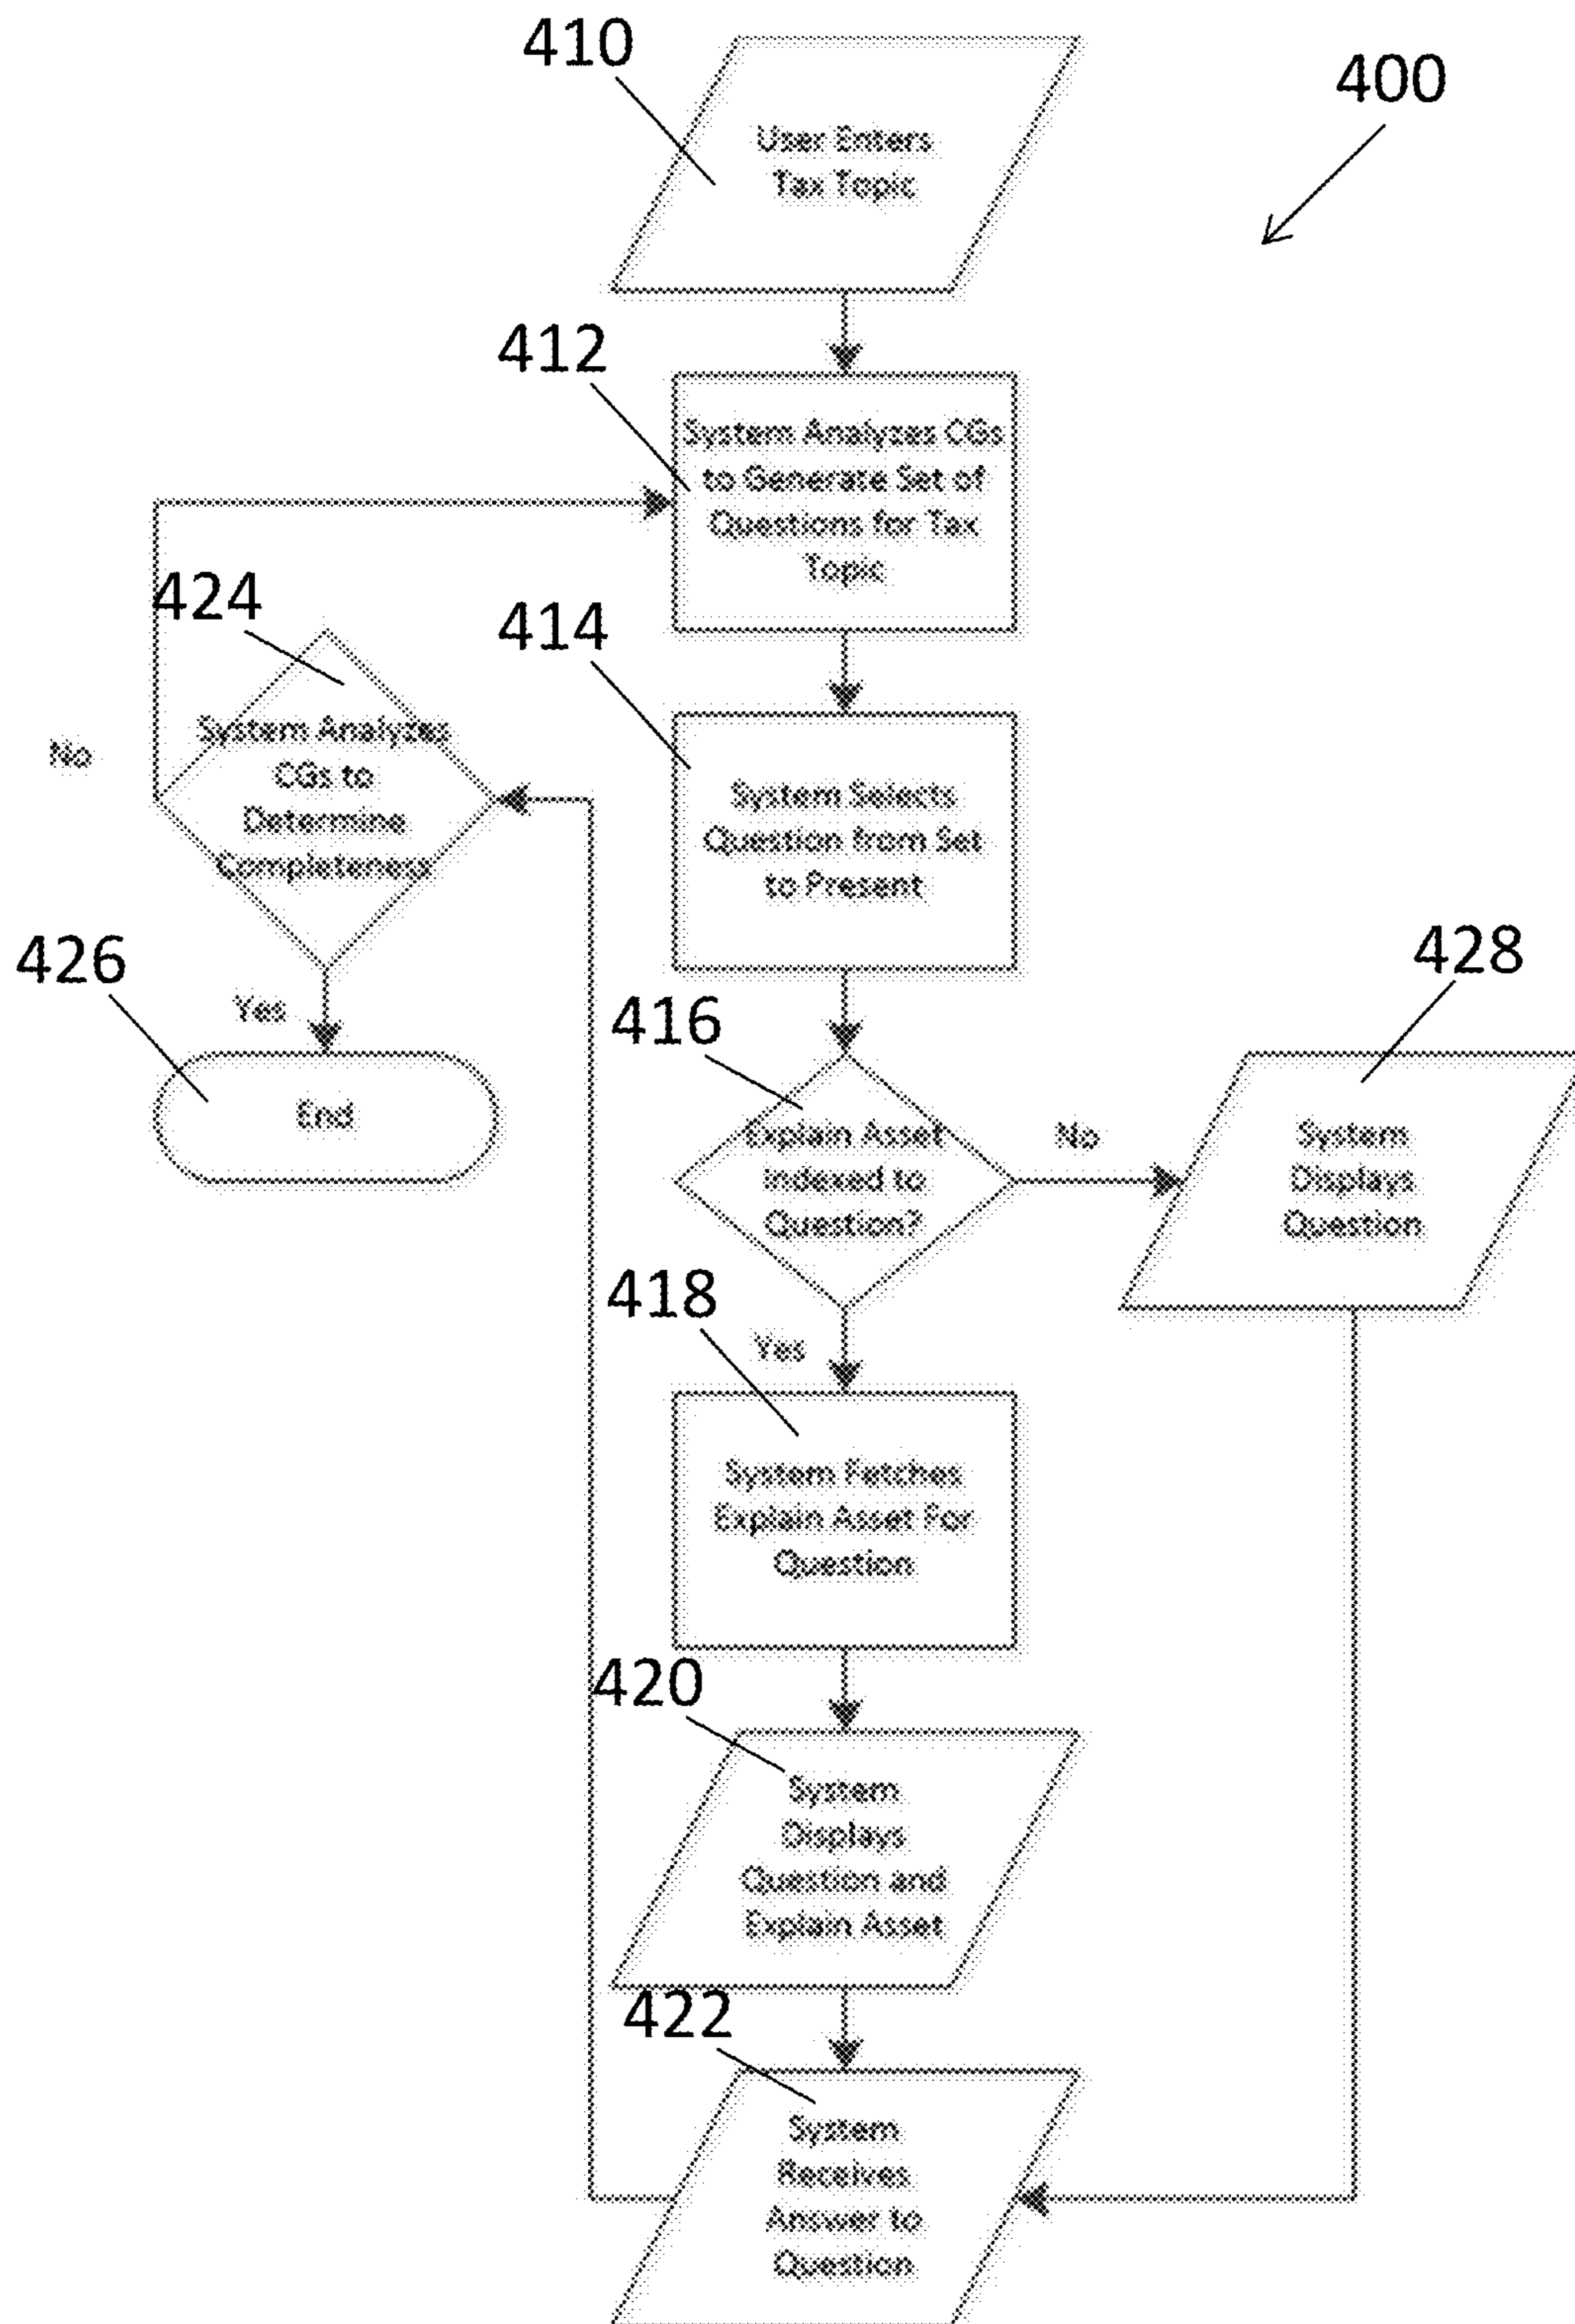 410
User Enters
Tax Topic
400
412
System Analyzes CGs
to Generate Set of
Questions for Tax
Topic
424
System Analyzes
CGs to
Determine
Completeness
No
414
System Selects
Question from Set
to Present
426
Yes
End
416
Explain Asset
Indexed to
Question?
No
428
System
Displays
Question
418
Yes
System Fetches
Explain Asset For
Question
420
System
Displays
Question and
Explain Asset
422
System
Receives
Answer to
Question